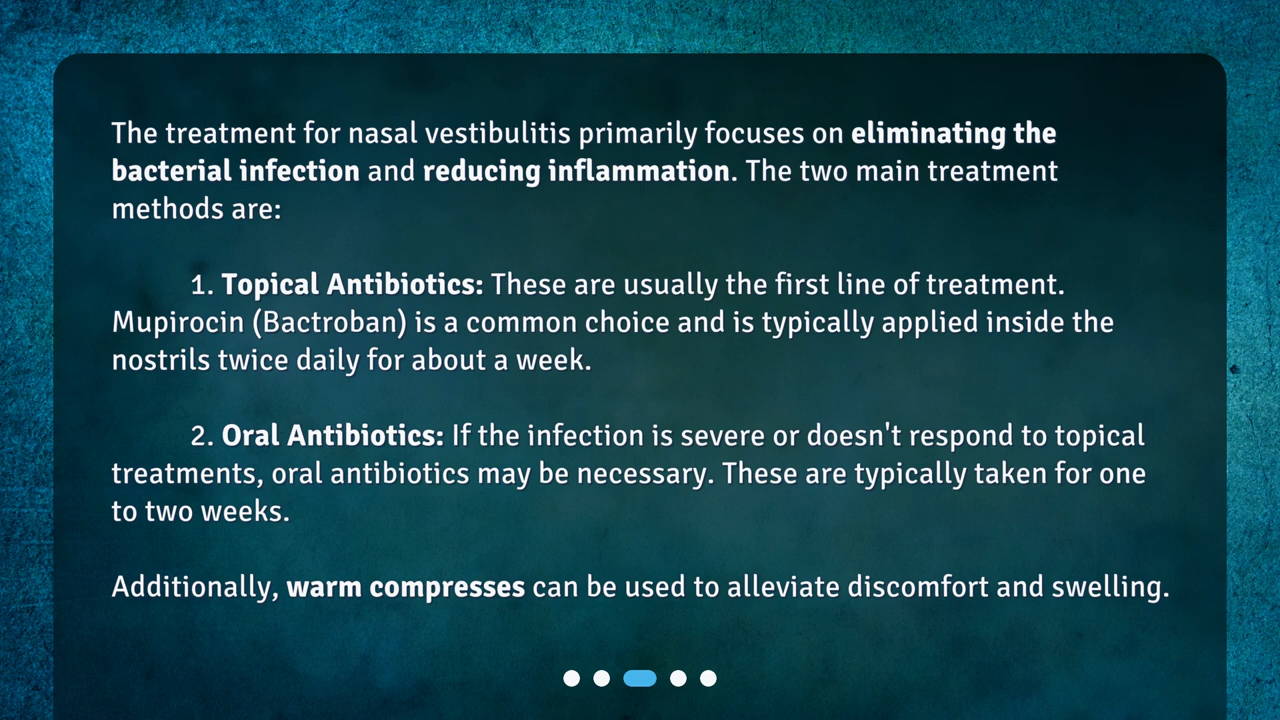 The treatment for nasal vestibulitis primarily focuses on eliminating the
bacterial infection and reducing inflammation. The two main treatment
methods are:
1. Topical Antibiotics: These are usually the first line of treatment.
Mupirocin (Bactroban) is a common choice and is typically applied inside the
nostrils twice daily for about a week.
2. Oral Antibiotics: If the infection is severe or doesn't respond to topical
treatments, oral antibiotics may be necessary. These are typically taken for one
to two weeks.
Additionally, warm compresses can be used to alleviate discomfort and swelling.